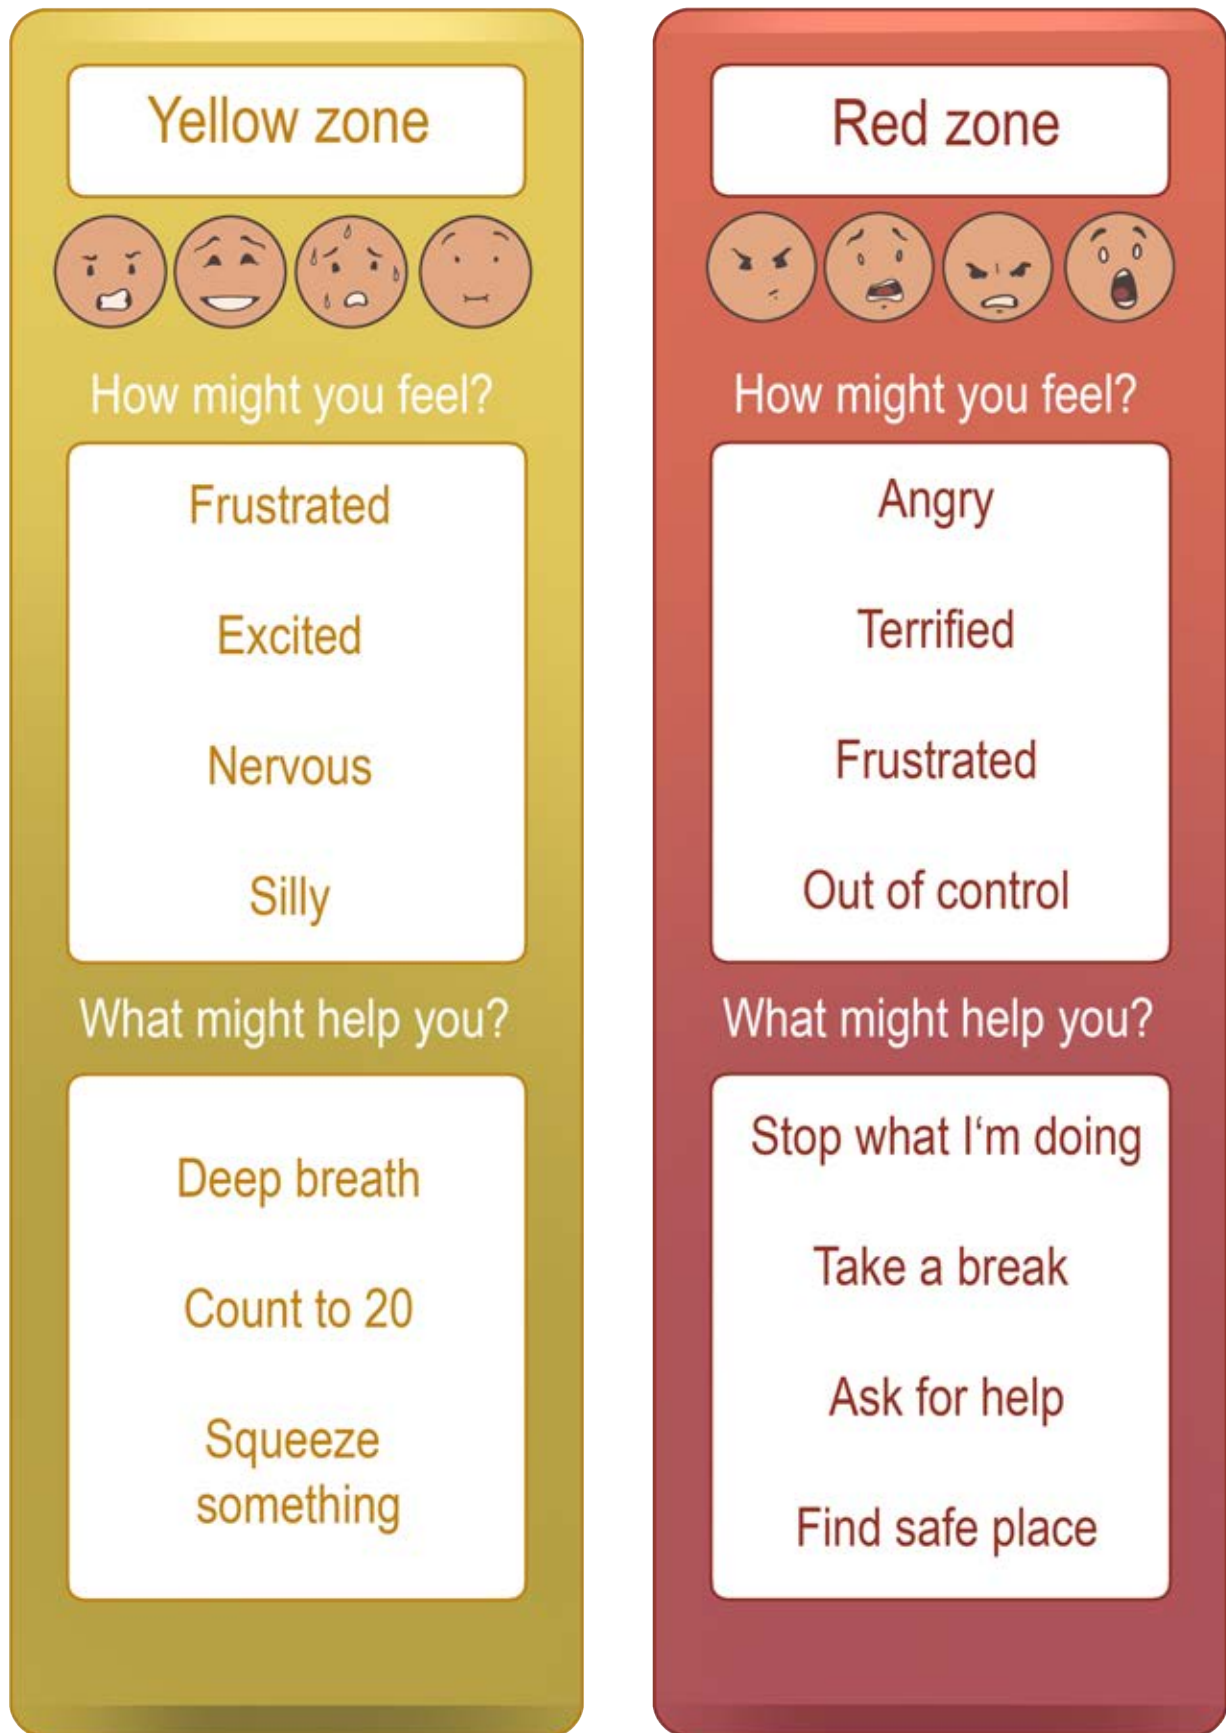 Yellow zone
How might you feel?
Frustrated
Excited
Nervous
Silly
What might help you?
Deep breath
Count to 20
Squeeze
something
Red zone
How might you feel?
Angry
Terrified
Frustrated
Out of control
What might help you?
Stop what I‘m doing
Take a break
Ask for help
Find safe place